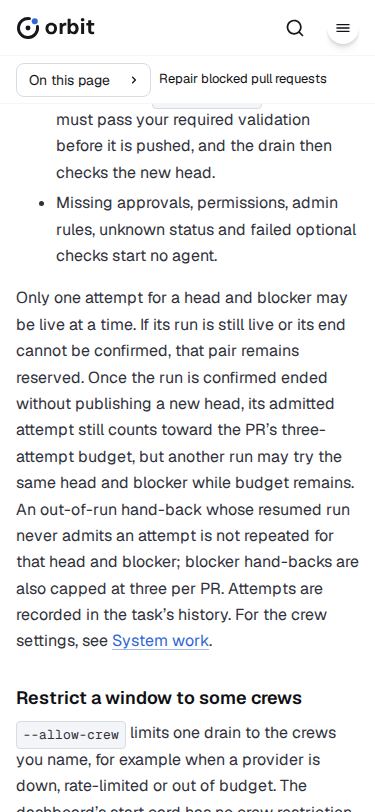 orbit
On this page
Repair blocked pull requests
must pass your required validation
before it is pushed, and the drain then
checks the new head.
• Missing approvals, permissions, admin
rules, unknown status and failed optional
checks start no agent.
Only one attempt for a head and blocker may
be live at a time. If its run is still live or its end
cannot be confirmed, that pair remains
reserved. Once the run is confirmed ended
without publishing a new head, its admitted
attempt still counts toward the PR’s three-
attempt budget, but another run may try the
same head and blocker while budget remains.
An out-of-run hand-back whose resumed run
never admits an attempt is not repeated for
that head and blocker; blocker hand-backs are
also capped at three per PR. Attempts are
recorded in the task’s history. For the crew
settings, see System work.
Restrict a window to some crews
--allow-crew limits one drain to the crews
you name, for example when a provider is
down, rate-limited or out of budget. The
dashboard’s start card has no crew restriction